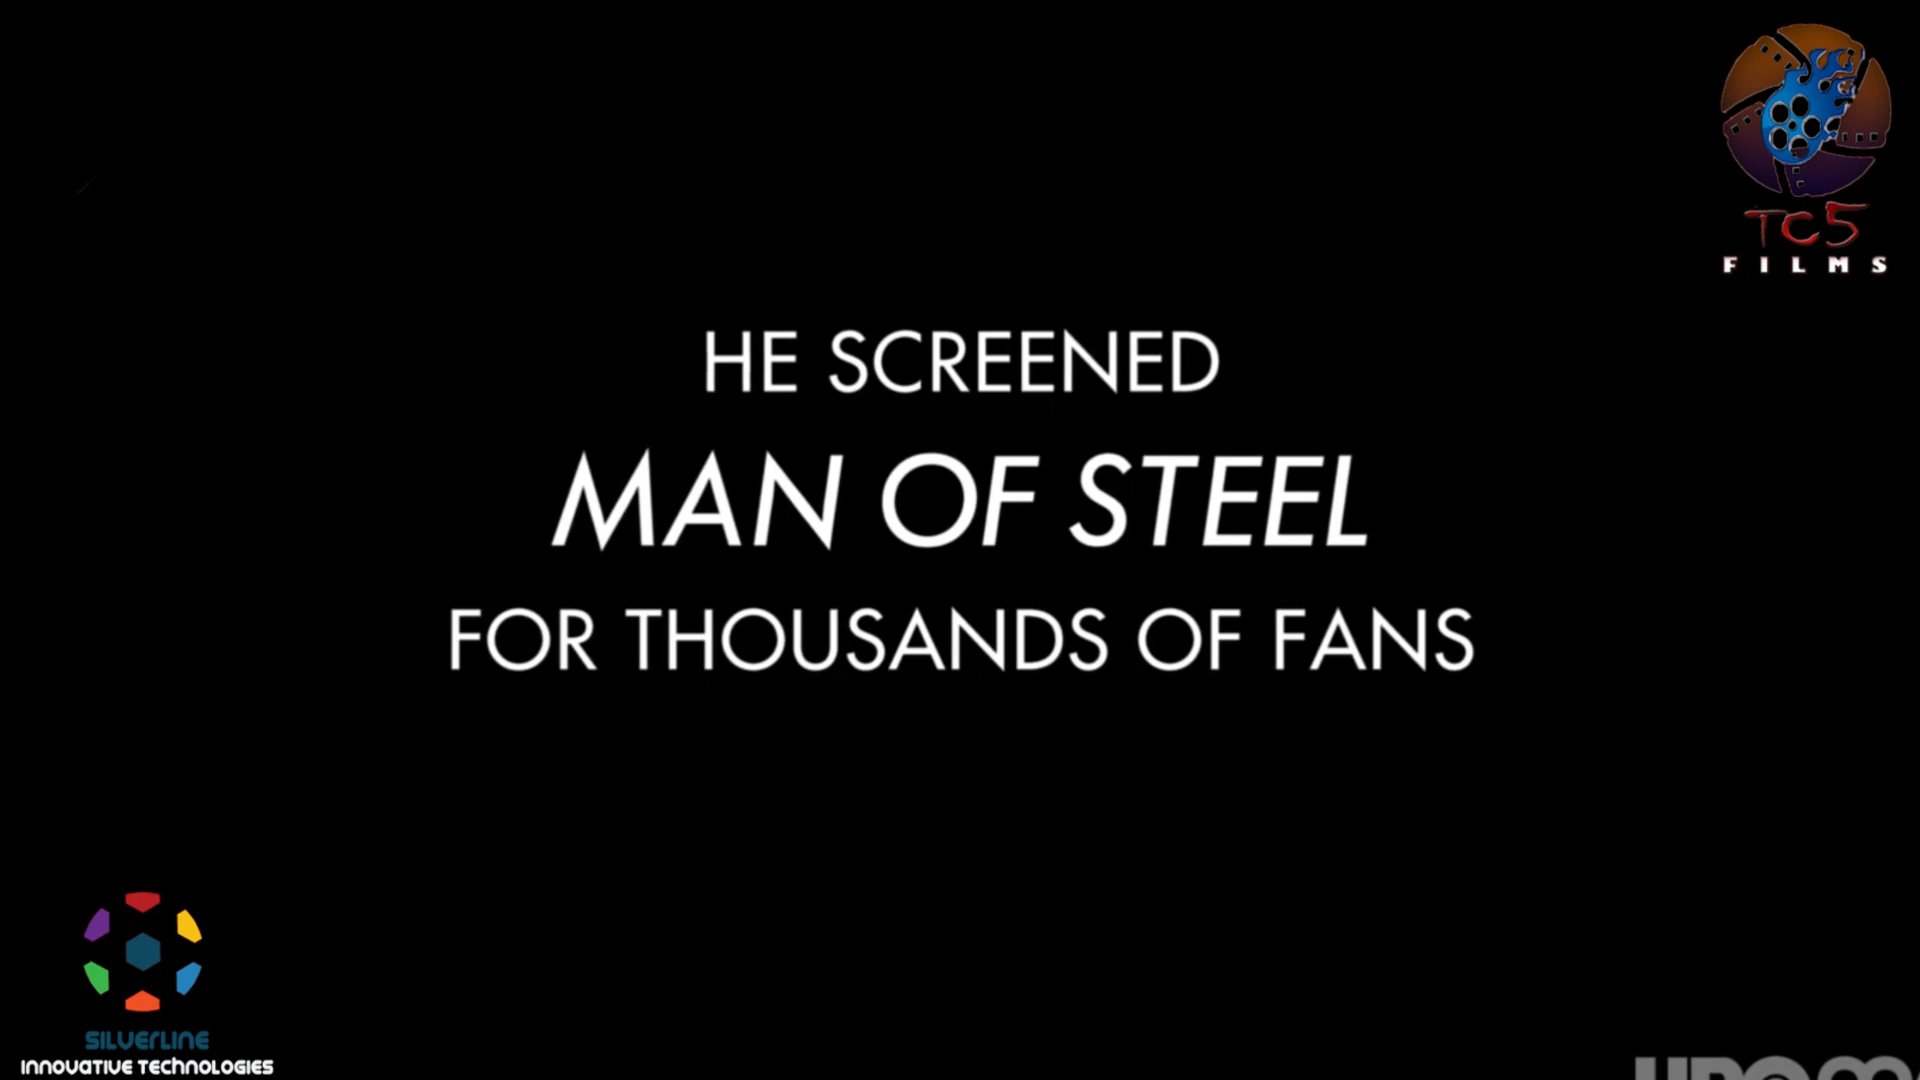 TC5
FILMS
HE SCREENED
MAN OF STEEL
FOR THOUSANDS OF FANS
SILVERLINE
INNOVATIVE TECHNOLOGIES